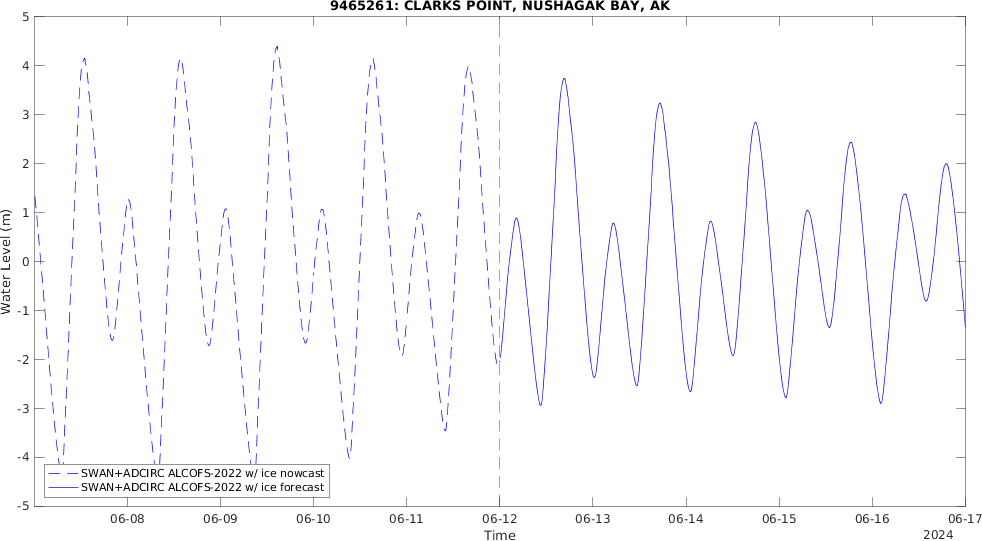 9465261: CLARKS POINT, NUSHAGAK BAY, AK
5
4
3
2
1
0
-1
-2
-3
-4
-5
Water Level (m)
SWAN+ADCIRC ALCOFS-2022 w/ ice nowcast
SWAN+ADCIRC ALCOFS-2022 w/ ice forecast
06-08 06-09 06-10 06-11 06-12 06-13 06-14 06-15 06-16 06-17
Time
2024